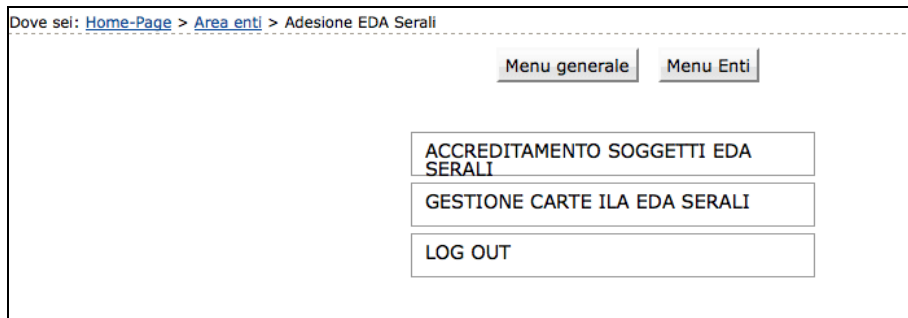 Dove sei: Home-Page > Area enti > Adesione EDA Serali
Menu generale Menu Enti
ACCREDITAMENTO SOGGETTI EDA
SERALI
GESTIONE CARTE ILA EDA SERALI
LOG OUT